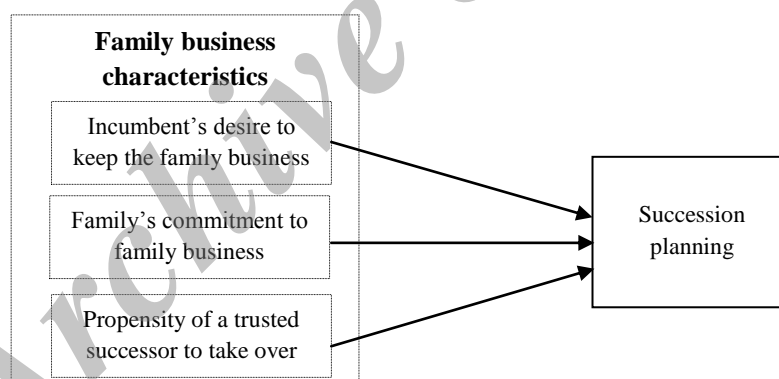 Family business
characteristics
Incumbent's desire to
keep the family business
Family's commitment to
family business
Propensity of a trusted
successor to take over
Succession
planning
Archive